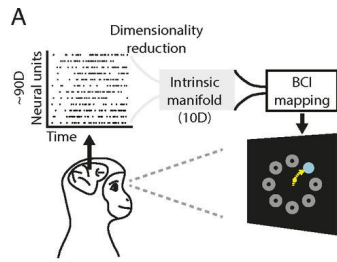 A
Dimensionality
reduction
~90D
Neural units
Time
Intrinsic
manifold
(10D)
BCI
mapping